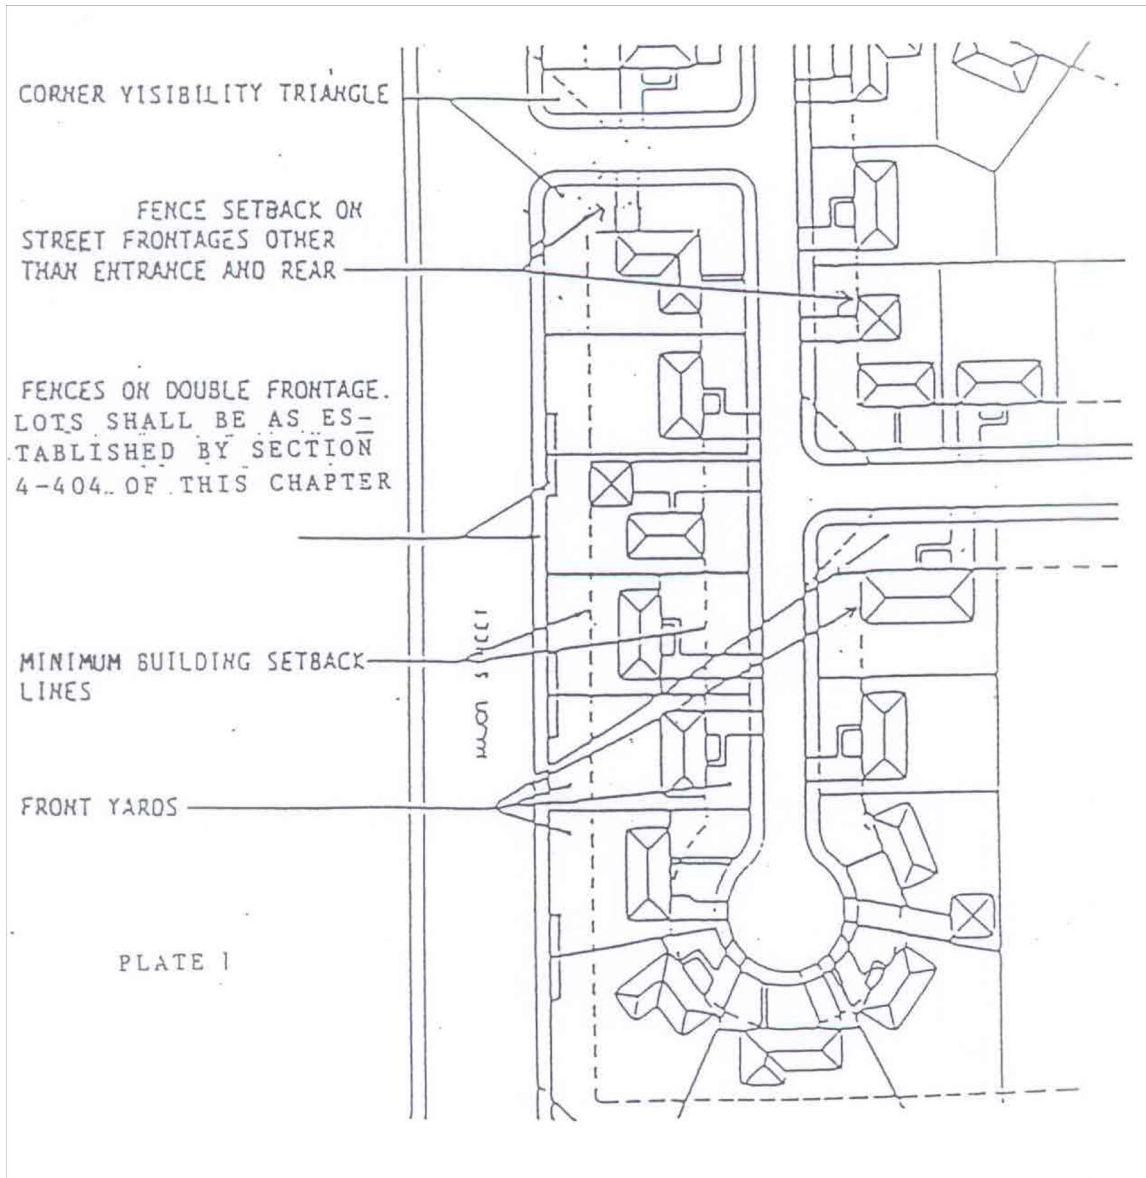 CORNER VISIBILITY TRIANGLE
FENCE SETBACK ON
STREET FRONTAGES OTHER
THAN ENTRANCE AND REAR
FENCES ON DOUBLE FRONTAGE.
LOTS SHALL BE AS ES-
TABLISHED BY SECTION
4-404. OF THIS CHAPTER
MINIMUM BUILDING SETBACK
LINES
FRONT YARDS
PLATE 1